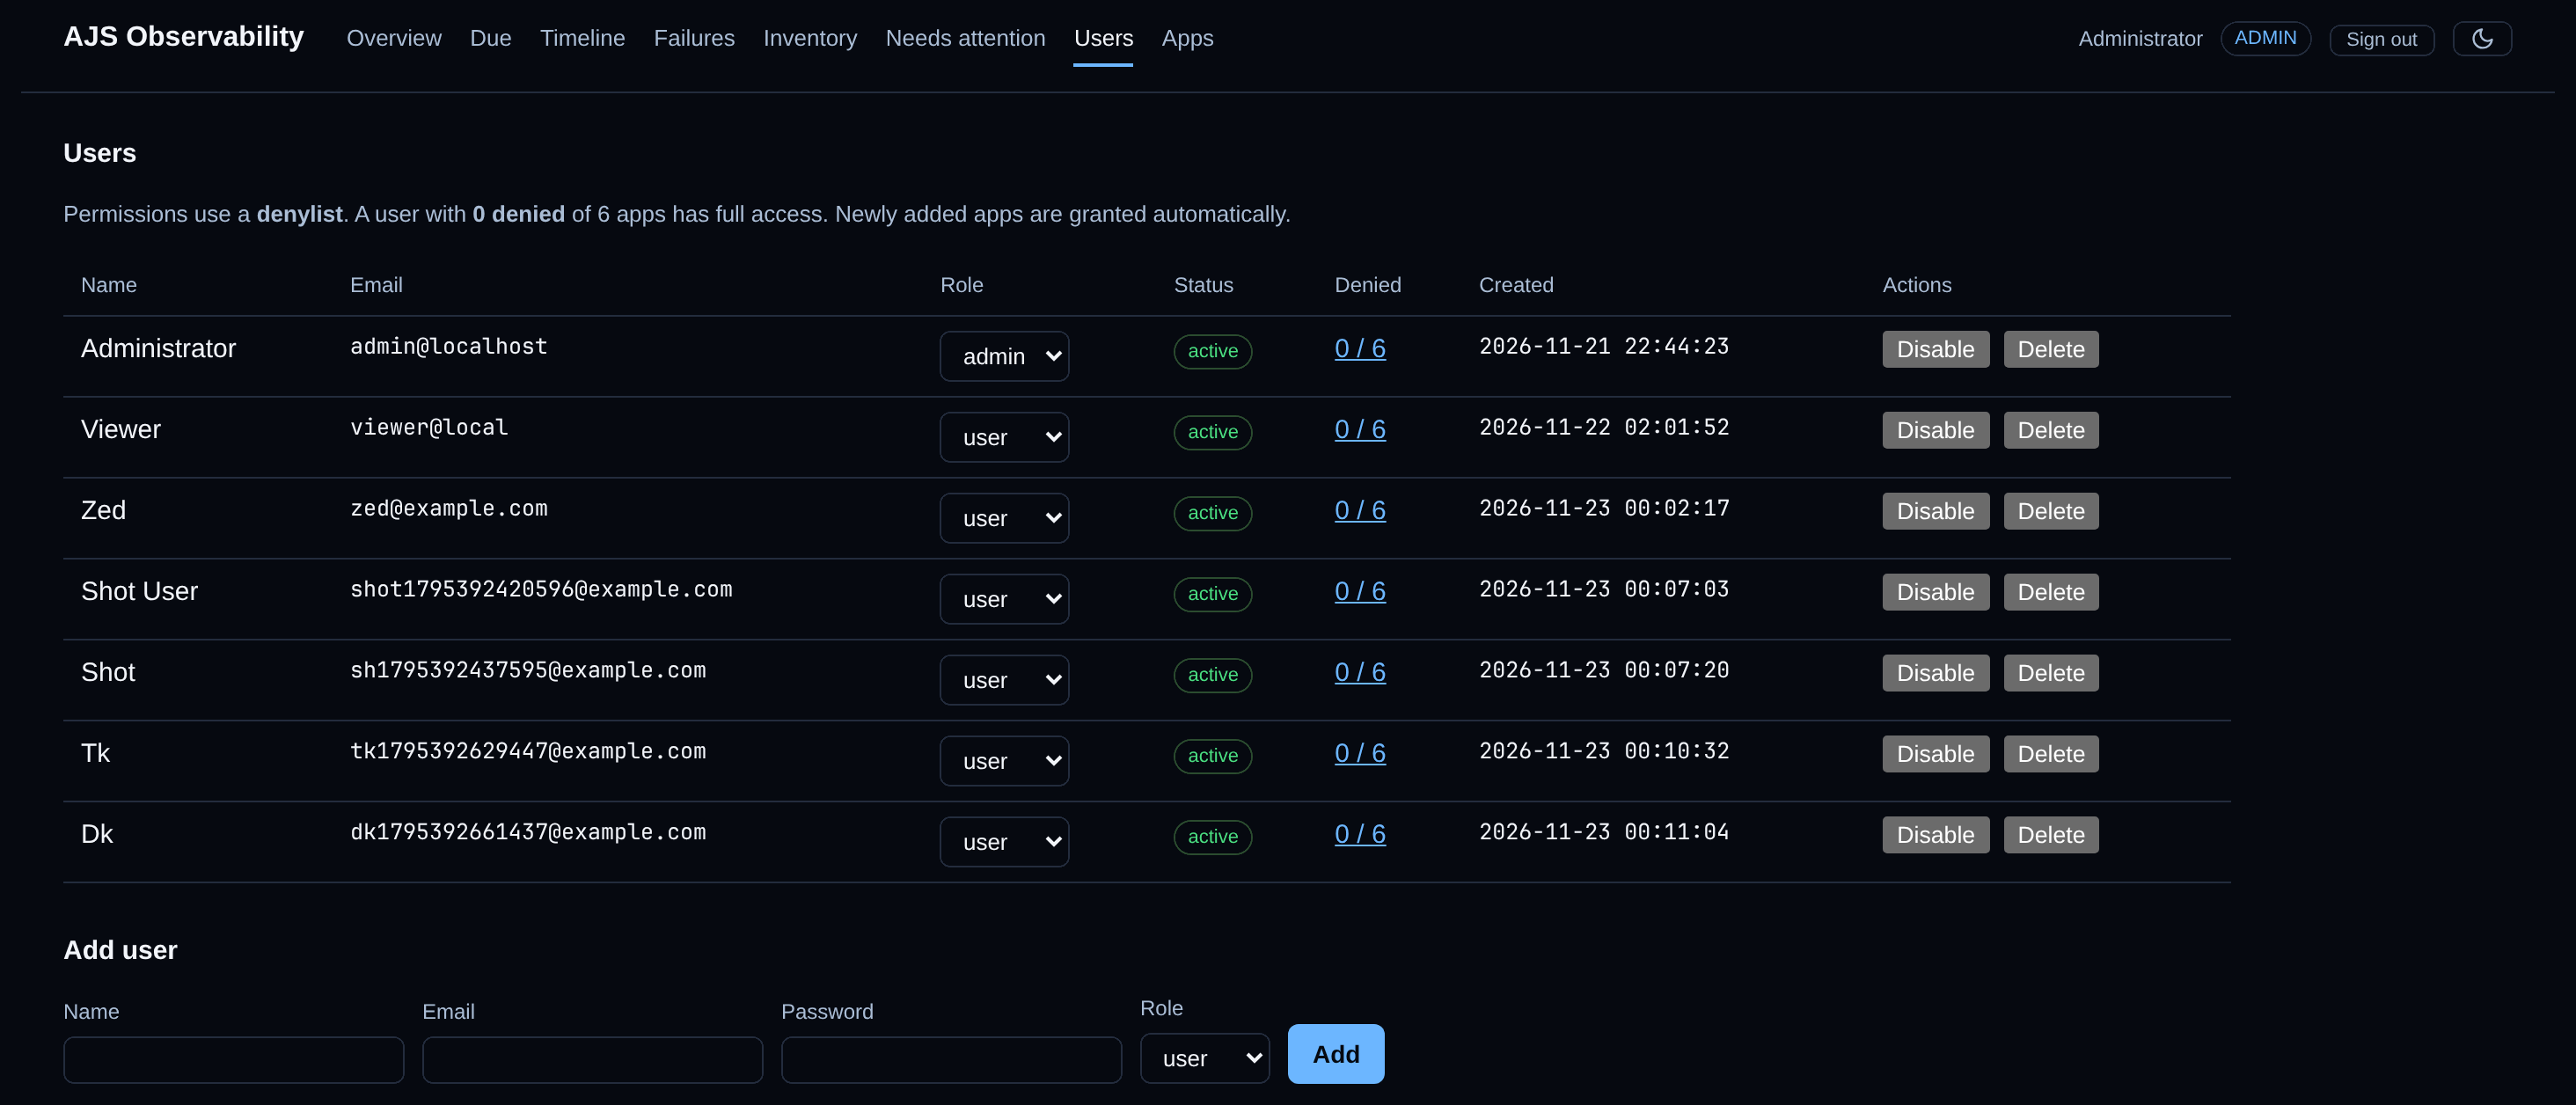 AJS Observability Overview Due Timeline Failures Inventory Needs attention Users Apps Administrator ADMIN Sign out
Users
Permissions use a denylist. A user with 0 denied of 6 apps has full access. Newly added apps are granted automatically.
Name Email Role Status Denied Created Actions
Administrator admin@localhost admin active 0 / 6 2026-11-21 22:44:23 Disable Delete
Viewer viewer@local user active 0 / 6 2026-11-22 02:01:52 Disable Delete
Zed zed@example.com user active 0 / 6 2026-11-23 00:02:17 Disable Delete
Shot User shot1795392420596@example.com user active 0 / 6 2026-11-23 00:07:03 Disable Delete
Shot sh1795392437595@example.com user active 0 / 6 2026-11-23 00:07:20 Disable Delete
Tk tk1795392629447@example.com user active 0 / 6 2026-11-23 00:10:32 Disable Delete
Dk dk1795392661437@example.com user active 0 / 6 2026-11-23 00:11:04 Disable Delete
Add user
Name Email Password Role
user Add